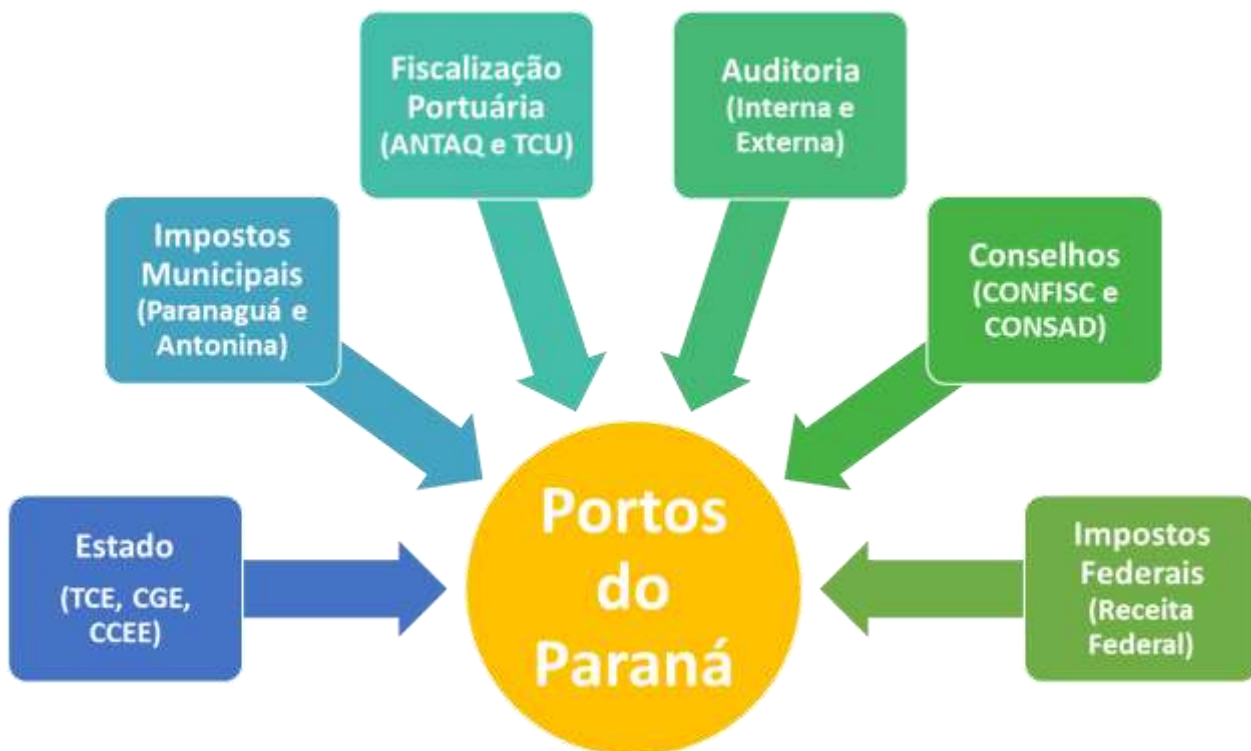 Estado
(TCE, CGE,
CCEE)
Impostos
Municipais
(Paranaguá e
Antonina)
Fiscalização
Portuária
(ANTAQ e TCU)
Auditoria
(Interna e
Externa)
Conselhos
(CONFISC e
CONSAD)
Impostos
Federais
(Receita
Federal)
Portos
do
Paraná